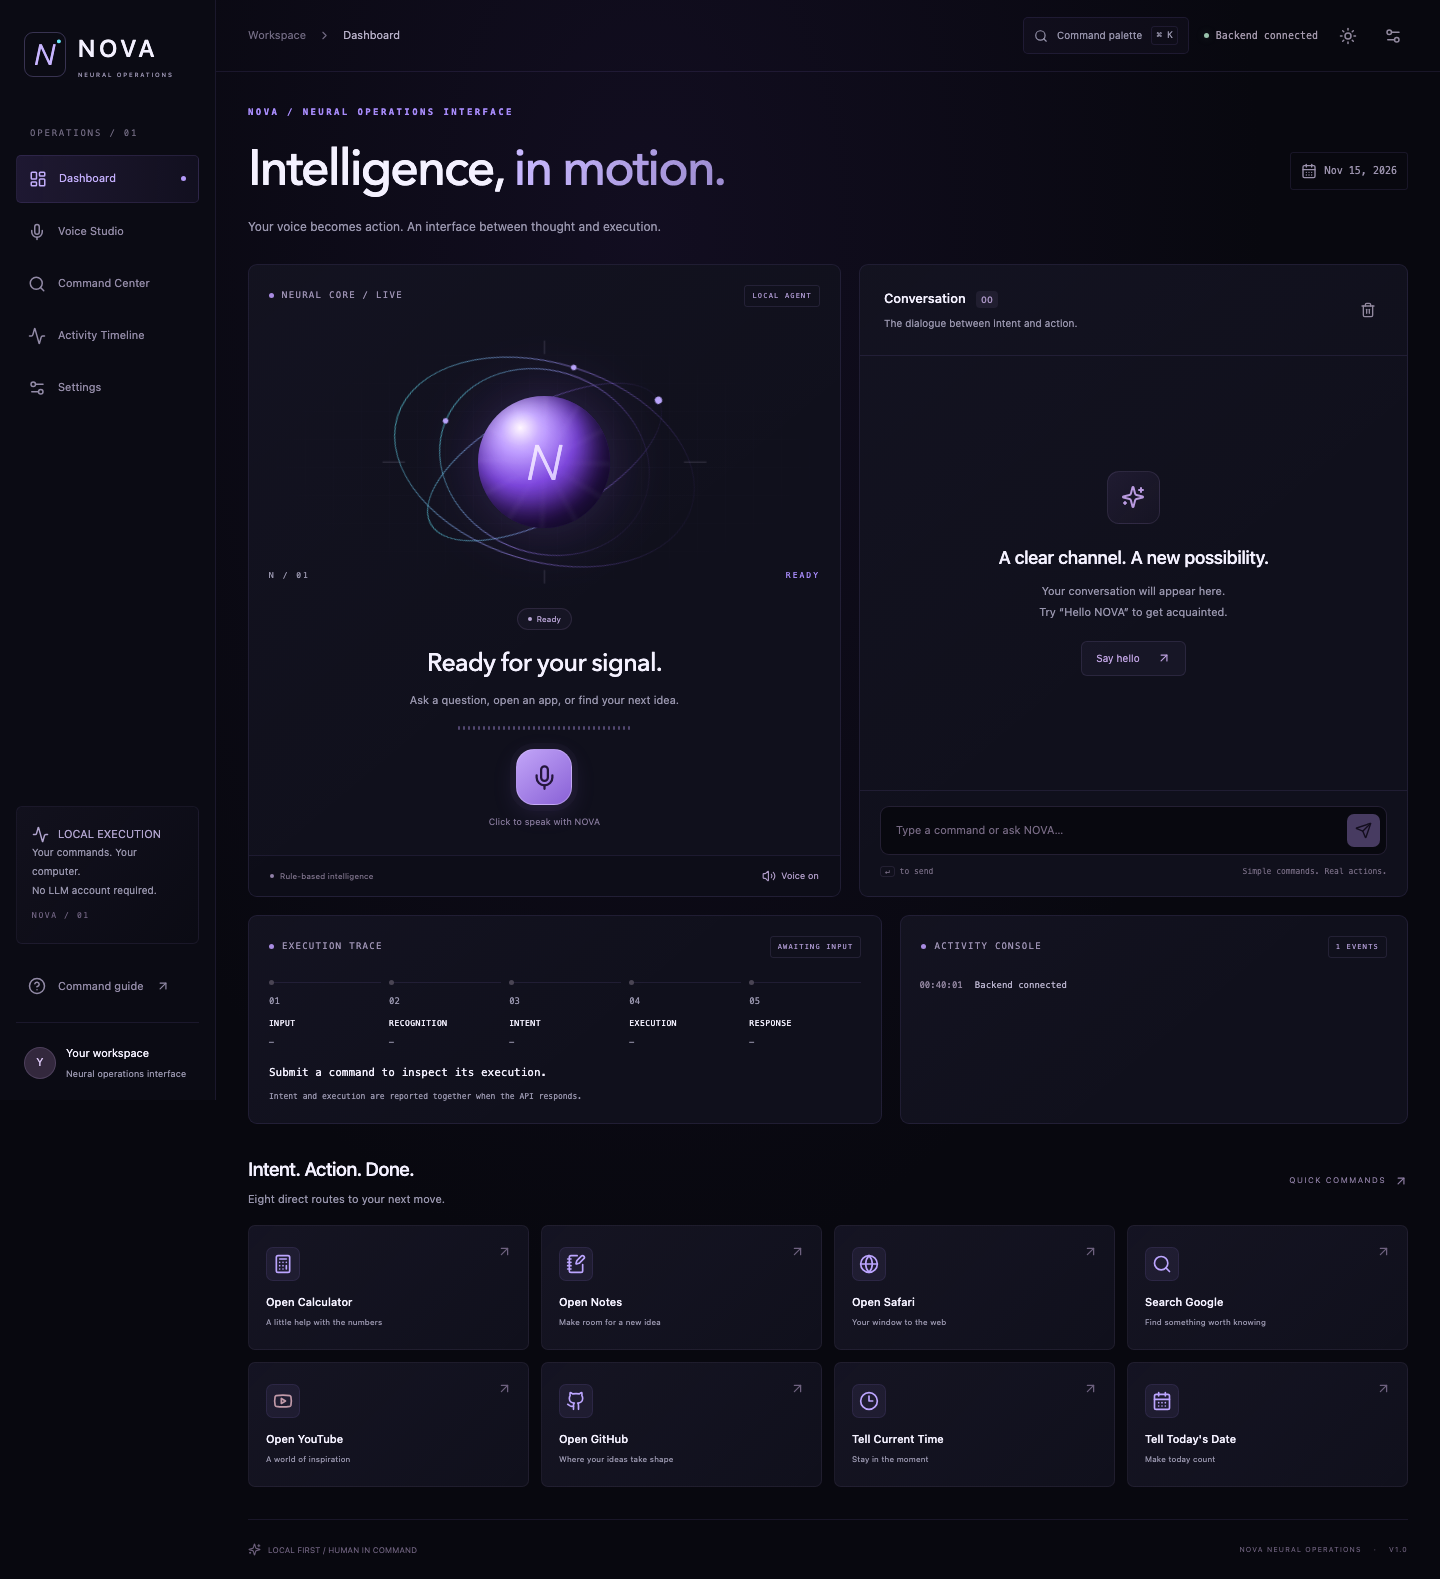 N
NOVA
NEURAL OPERATIONS
OPERATIONS / 01
Dashboard
Voice Studio
Command Center
Activity Timeline
Settings
LOCAL EXECUTION
Your commands. Your
computer.
No LLM account required.
NOVA / 01
Command guide
Y
Your workspace
Neural operations interface
Workspace > Dashboard
Command palette ⌘ K
Backend connected
NOVA / NEURAL OPERATIONS INTERFACE
Intelligence, in motion.
Nov 15, 2026
Your voice becomes action. An interface between thought and execution.
NEURAL CORE / LIVE
LOCAL AGENT
N
N / 01
READY
Ready
Ready for your signal.
Ask a question, open an app, or find your next idea.
Click to speak with NOVA
Rule-based intelligence
Voice on
Conversation 00
The dialogue between intent and action.
A clear channel. A new possibility.
Your conversation will appear here.
Try “Hello NOVA” to get acquainted.
Say hello
Type a command or ask NOVA...
↵ to send
Simple commands. Real actions.
EXECUTION TRACE
AWAITING INPUT
01 02 03 04 05
INPUT RECOGNITION INTENT EXECUTION RESPONSE
— — — — —
Submit a command to inspect its execution.
Intent and execution are reported together when the API responds.
ACTIVITY CONSOLE
1 EVENTS
00:40:01 Backend connected
Intent. Action. Done.
Eight direct routes to your next move.
QUICK COMMANDS
Open Calculator
A little help with the numbers
Open Notes
Make room for a new idea
Open Safari
Your window to the web
Search Google
Find something worth knowing
Open YouTube
A world of inspiration
Open GitHub
Where your ideas take shape
Tell Current Time
Stay in the moment
Tell Today's Date
Make today count
LOCAL FIRST / HUMAN IN COMMAND
NOVA NEURAL OPERATIONS · V1.0